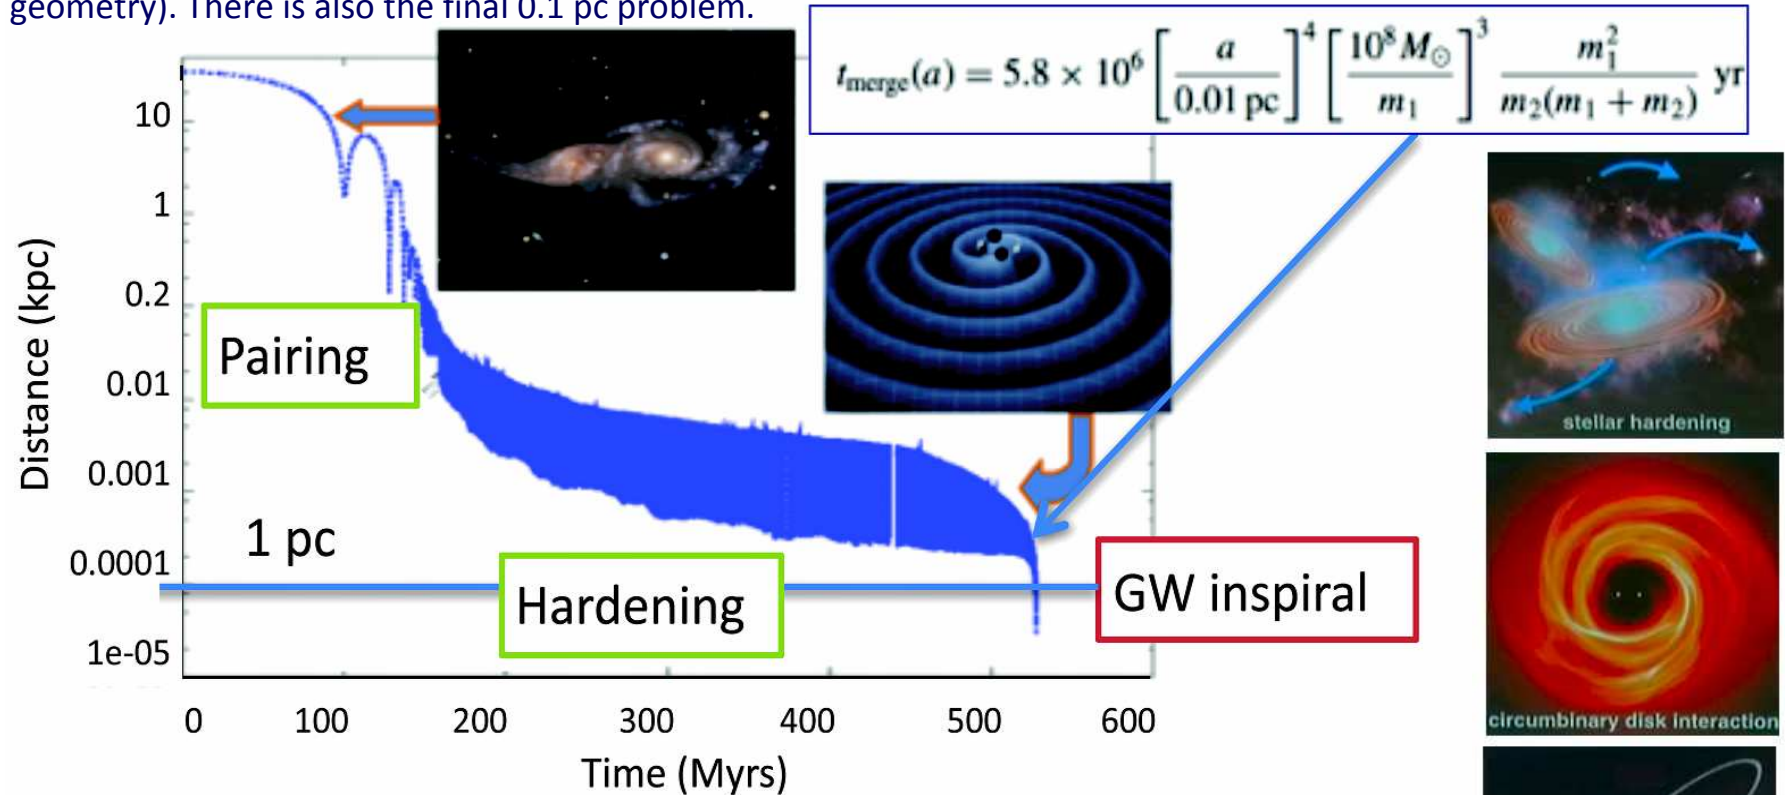 geometry). There is also the final 0.1 pc problem.
t_merge(a) = 5.8 × 10^6 [a / 0.01 pc]^4 [10^8 M_⊙ / m_1]^3 m_1^2 / m_2(m_1 + m_2) yr
Distance (kpc)
10
1
0.2
0.01
0.001
0.0001
1e-05
Pairing
1 pc
Hardening
GW inspiral
0 100 200 300 400 500 600
Time (Myrs)
stellar hardening
circumbinary disk interaction